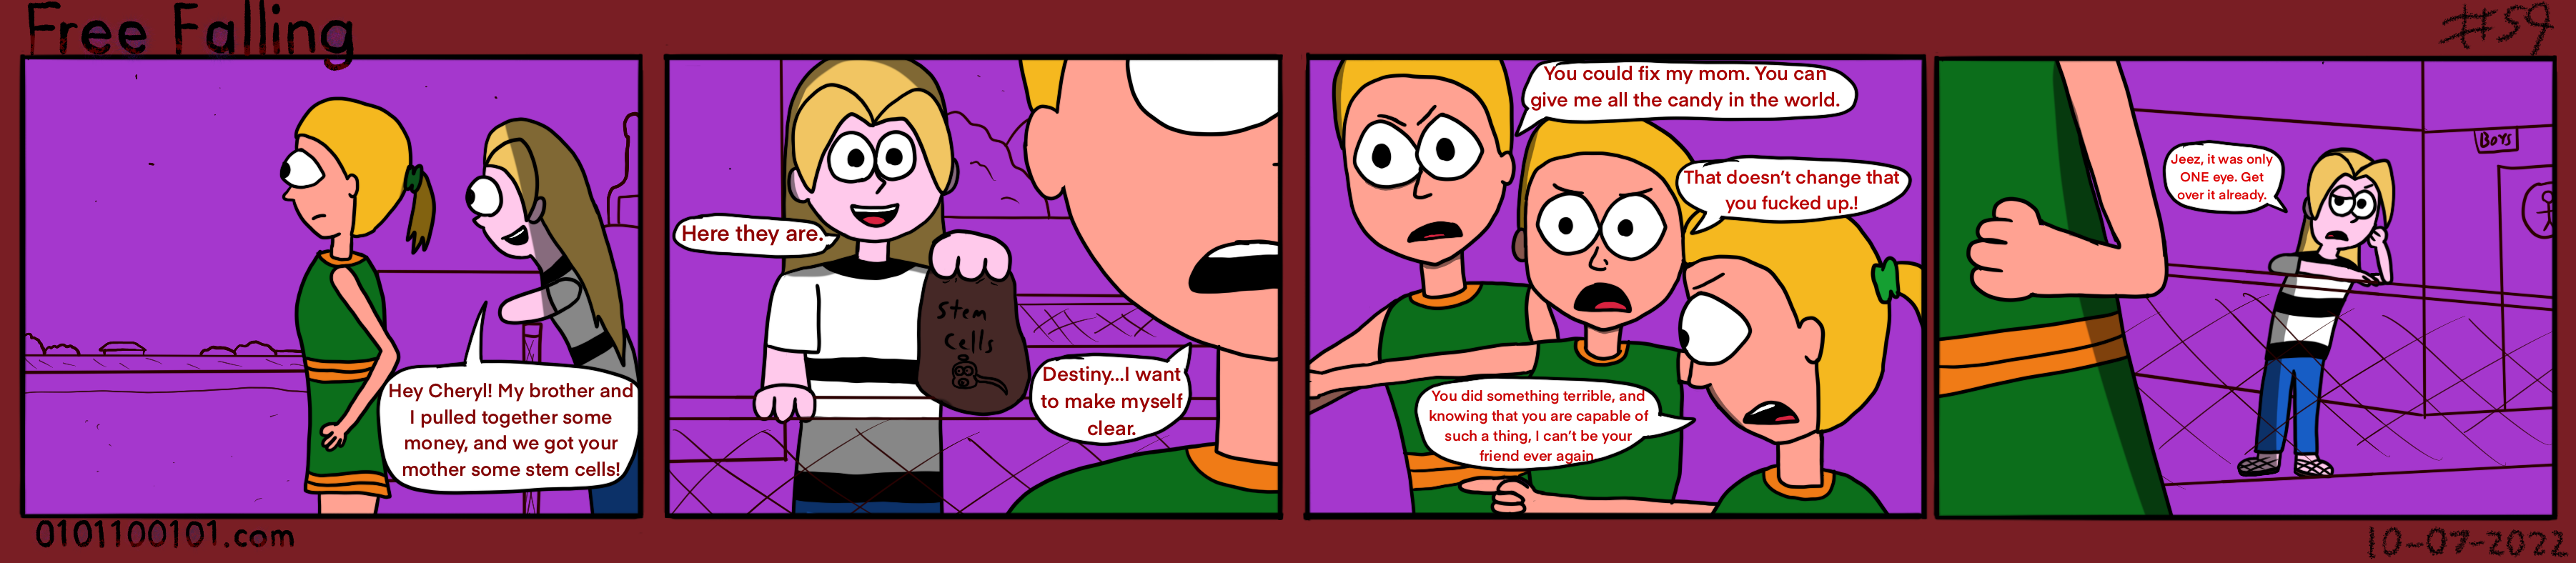 Free Falling
#59
Hey Cheryl! My brother and
I pulled together some
money, and we got your
mother some stem cells!
Here they are.
Stem
Cells
Destiny...I want
to make myself
clear.
You could fix my mom. You can
give me all the candy in the world.
That doesn't change that
you fucked up.!
You did something terrible, and
knowing that you are capable of
such a thing, I can't be your
friend ever again
Jeez, it was only
ONE eye. Get
over it already.
Boys
0101100101.com
10-07-2022